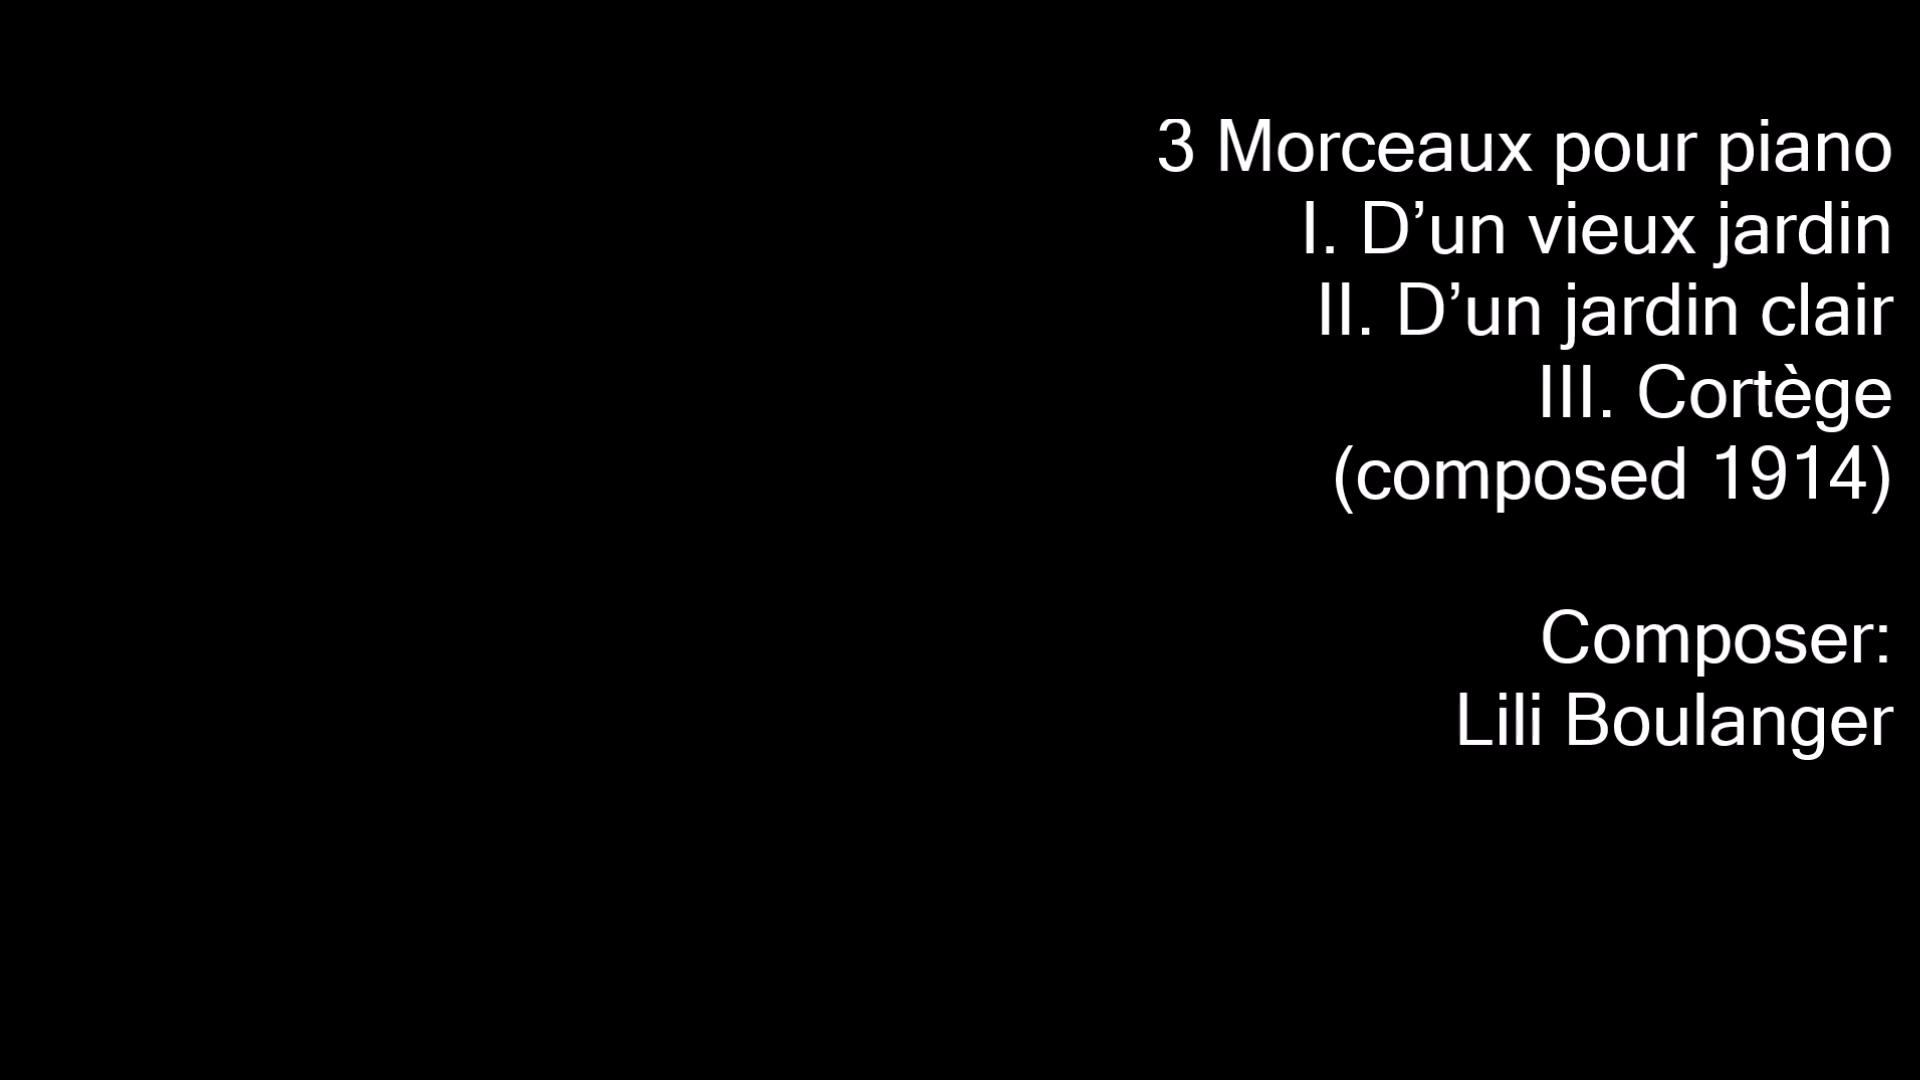 3 Morceaux pour piano
I. D’un vieux jardin
II. D’un jardin clair
III. Cortège
(composed 1914)
Composer:
Lili Boulanger